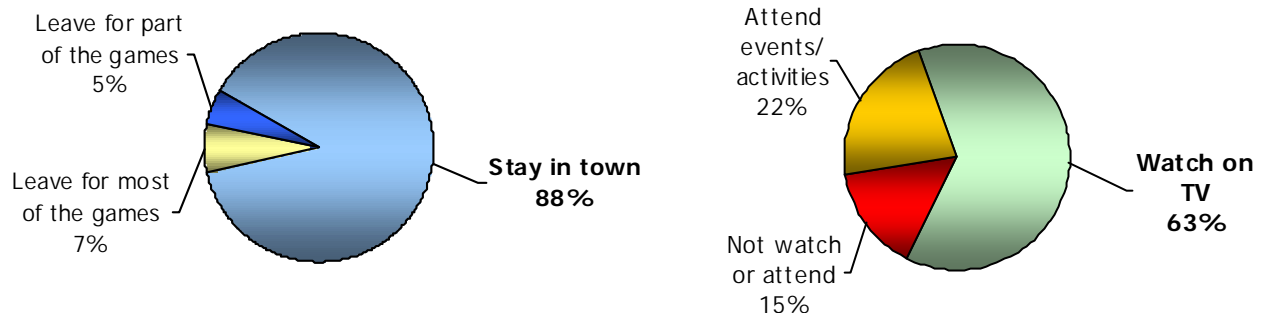 Leave for part
of the games
5%
Stay in town
88%
Leave for most
of the games
7%
Attend
events/
activities
22%
Watch on
TV
63%
Not watch
or attend
15%